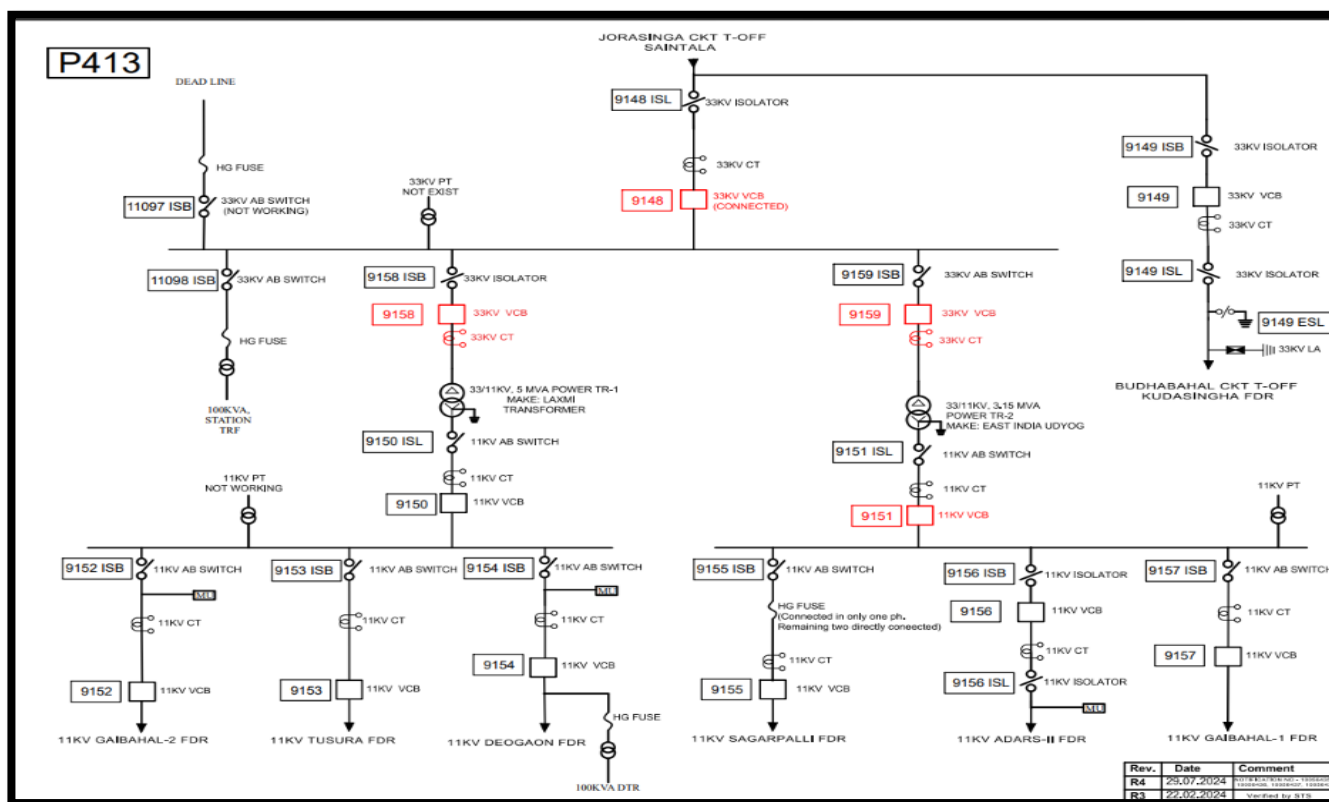 JORASINGA CKT T-OFF
SAINTALA
P413
DEAD LINE
9148 ISL
33KV ISOLATOR
HG FUSE
33KV CT
9149 ISB
33KV ISOLATOR
33KV PT
NOT EXIST
11097 ISB
33KV AB SWITCH
(NOT WORKING)
9148
33KV VCB
(CONNECTED)
9149
33KV VCB
33KV CT
11098 ISB
33KV AB SWITCH
9158 ISB
33KV ISOLATOR
9159 ISB
33KV AB SWITCH
9149 ISL
33KV ISOLATOR
9158
33KV VCB
9159
33KV VCB
9149 ESL
HG FUSE
33KV CT
33KV CT
33KV LA
33/11KV, 5 MVA POWER TR-1
MAKE: LAXMI
TRANSFORMER
BUDHABAHAL CKT T-OFF
KUDASINGHA FDR
100KVA,
STATION
TRF
33/11KV, 3.15 MVA
POWER TR-2
MAKE: EAST INDIA UDYOG
9150 ISL
11KV AB SWITCH
9151 ISL
11KV AB SWITCH
11KV PT
NOT WORKING
11KV CT
11KV CT
11KV PT
9150
11KV VCB
9151
11KV VCB
9152 ISB
11KV AB SWITCH
9153 ISB
11KV AB SWITCH
9154 ISB
11KV AB SWITCH
9155 ISB
11KV AB SWITCH
9156 ISB
11KV ISOLATOR
9157 ISB
11KV AB SWITCH
MU
MU
HG FUSE
(Connected in only one ph.
Remaining two directly coneected)
9156
11KV VCB
11KV CT
11KV CT
11KV CT
11KV CT
11KV CT
9154
11KV VCB
11KV CT
9157
11KV VCB
9152
11KV VCB
9153
11KV VCB
9155
11KV VCB
9156 ISL
11KV ISOLATOR
MU
HG FUSE
11KV GAIBAHAL-2 FDR
11KV TUSURA FDR
11KV DEOGAON FDR
11KV SAGARPALLI FDR
11KV ADARS-II FDR
11KV GAIBAHAL-1 FDR
100KVA DTR
Rev. Date Comment
R4 29.07.2024
R3 22.02.2024 Verified by STS